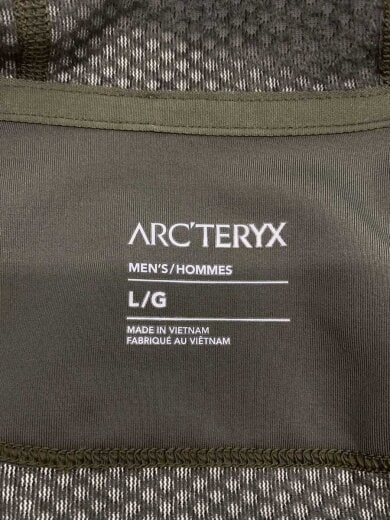 ARC'TERYX
MEN'S/HOMMES
L/G
MADE IN VIETNAM
FABRIQUÉ AU VIÊTNAM